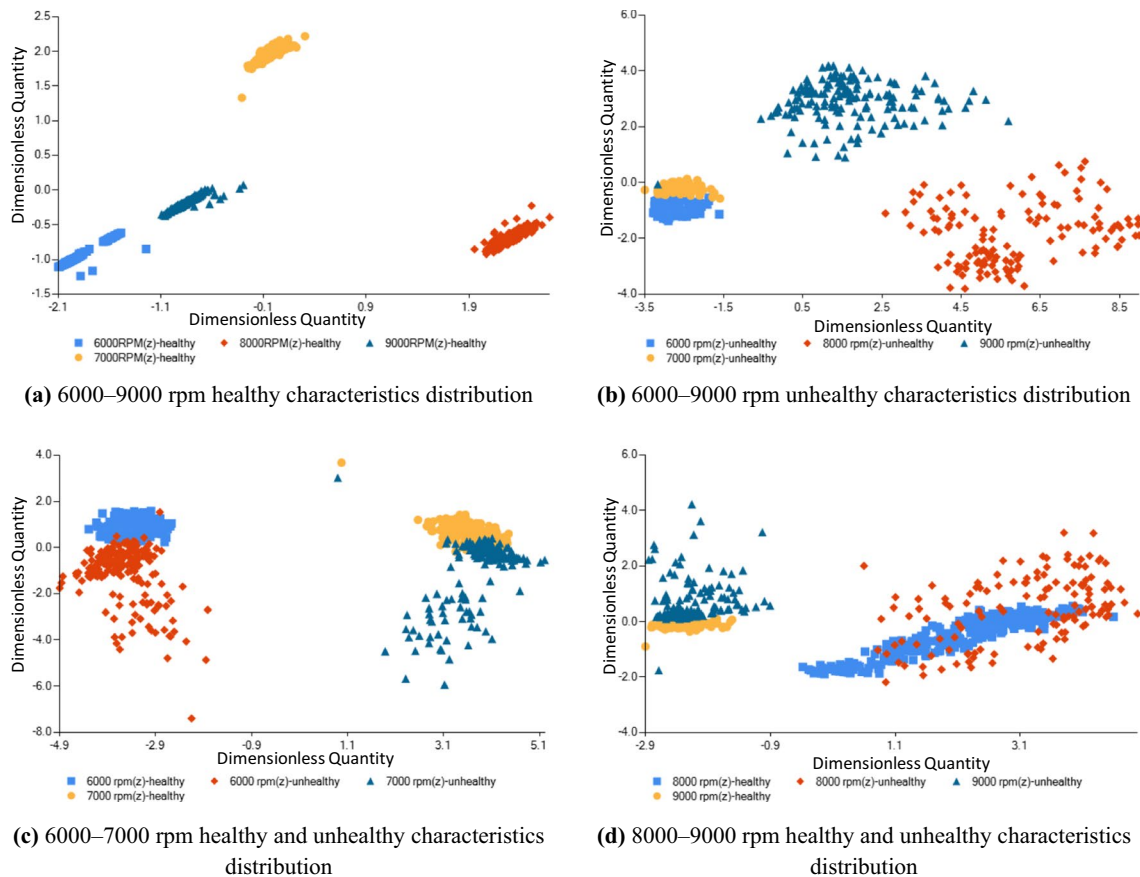 2.5
2.0
1.5
1.0
0.5
0.0
-0.5
-1.0
-1.5
Dimensionless Quantity
-2.1 -1.1 -0.1 0.9 1.9
Dimensionless Quantity
6000RPM(z)-healthy 8000RPM(z)-healthy 9000RPM(z)-healthy
7000RPM(z)-healthy
(a) 6000–9000 rpm healthy characteristics distribution
6.0
4.0
2.0
0.0
-2.0
-4.0
Dimensionless Quantity
-3.5 -1.5 0.5 2.5 4.5 6.5 8.5
Dimensionless Quantity
6000 rpm(z)-unhealthy 8000 rpm(z)-unhealthy 9000 rpm(z)-unhealthy
7000 rpm(z)-unhealthy
(b) 6000–9000 rpm unhealthy characteristics distribution
4.0
2.0
0.0
-2.0
-4.0
-6.0
-8.0
Dimensionless Quantity
-4.9 -2.9 -0.9 1.1 3.1 5.1
Dimensionless Quantity
6000 rpm(z)-healthy 6000 rpm(z)-unhealthy 7000 rpm(z)-unhealthy
7000 rpm(z)-healthy
(c) 6000–7000 rpm healthy and unhealthy characteristics
distribution
6.0
4.0
2.0
0.0
-2.0
-4.0
Dimensionless Quantity
-2.9 -0.9 1.1 3.1
Dimensionless Quantity
8000 rpm(z)-healthy 8000 rpm(z)-unhealthy 9000 rpm(z)-unhealthy
9000 rpm(z)-healthy
(d) 8000–9000 rpm healthy and unhealthy characteristics
distribution